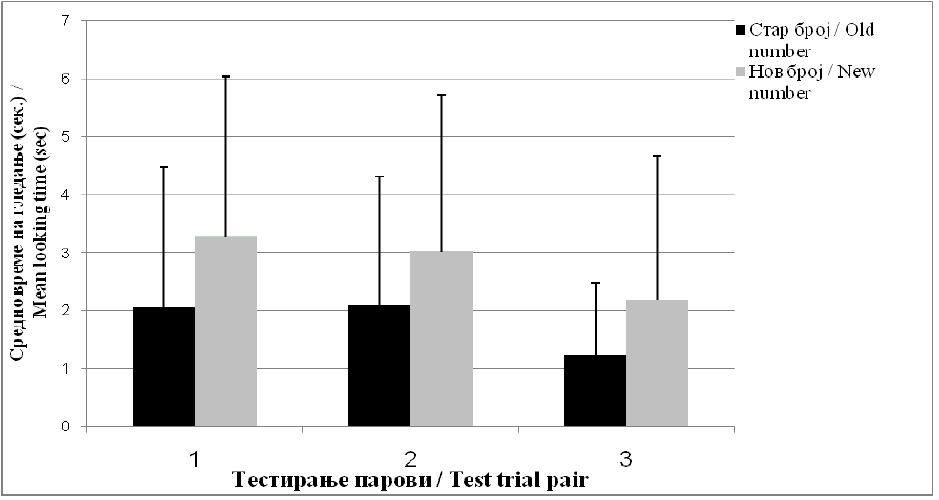 Средно време на гледање (сек.) /
Mean looking time (sec)
7
6
5
4
3
2
1
0
1 2 3
Тестирање парови / Test trial pair
Стар број / Old
number
Нов број / New
number